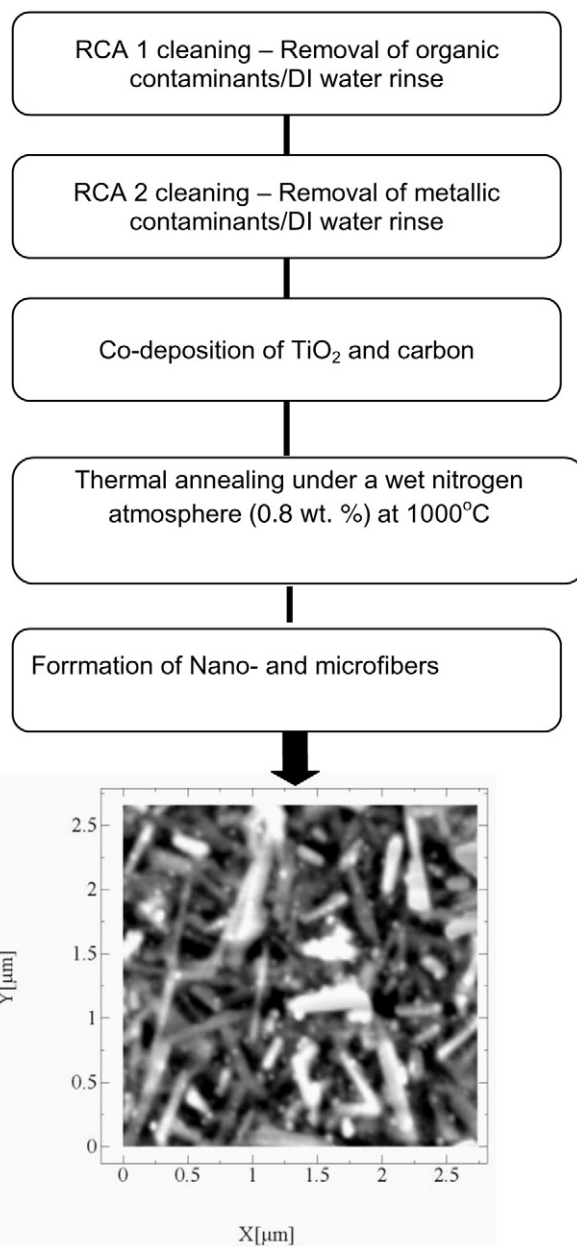 RCA 1 cleaning – Removal of organic
contaminants/DI water rinse
RCA 2 cleaning – Removal of metallic
contaminants/DI water rinse
Co-deposition of TiO₂ and carbon
Thermal annealing under a wet nitrogen
atmosphere (0.8 wt. %) at 1000°C
Forrmation of Nano- and microfibers
2.5
2
1.5
1
0.5
0
Y[μm]
0 0.5 1 1.5 2 2.5
X[μm]